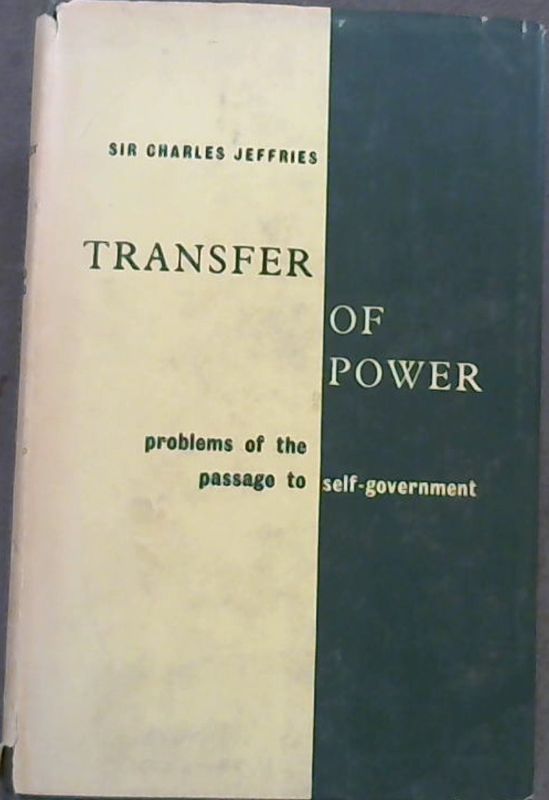 SIR CHARLES JEFFRIES
TRANSFER
OF
POWER
problems of the
passage to self-government